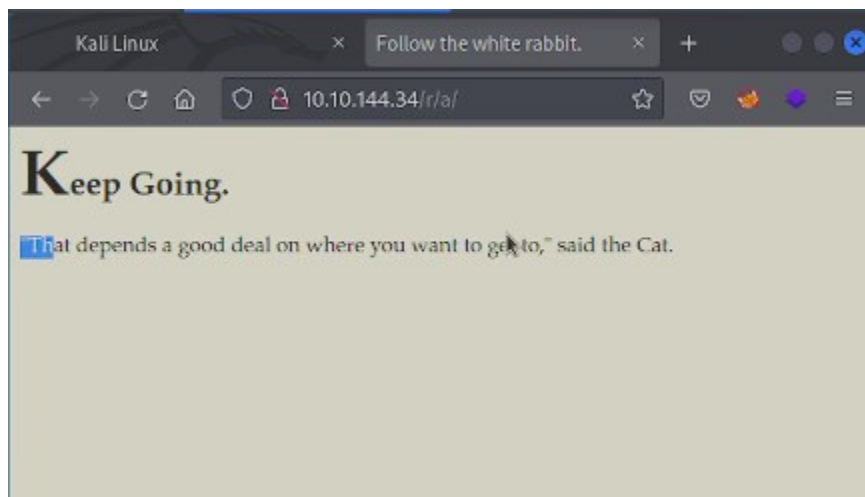 Kali Linux
Follow the white rabbit.
10.10.144.34/r/a/
Keep Going.
"That depends a good deal on where you want to get to," said the Cat.